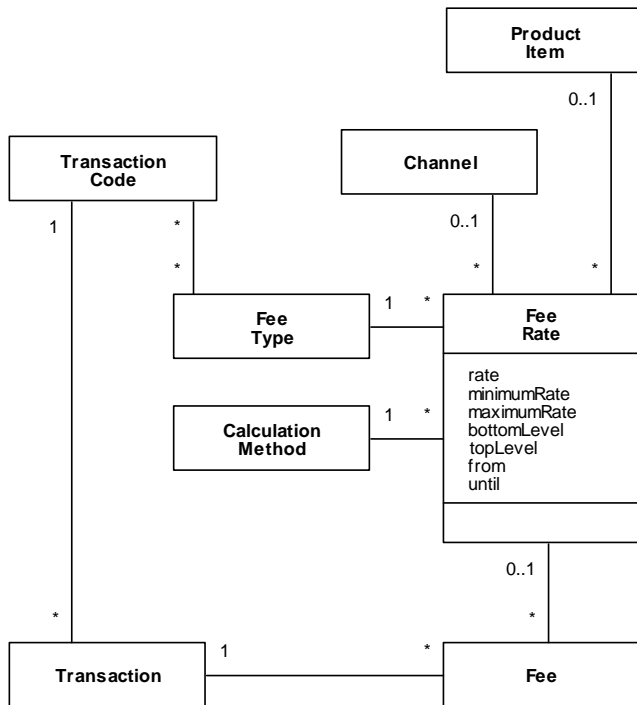 Product
Item
0..1
Transaction
Code
Channel
1
*
0..1
*
*
*
Fee
Type
1
*
Fee
Rate
rate
minimumRate
maximumRate
bottomLevel
topLevel
from
until
Calculation
Method
1
*
0..1
*
*
Transaction
1
*
Fee